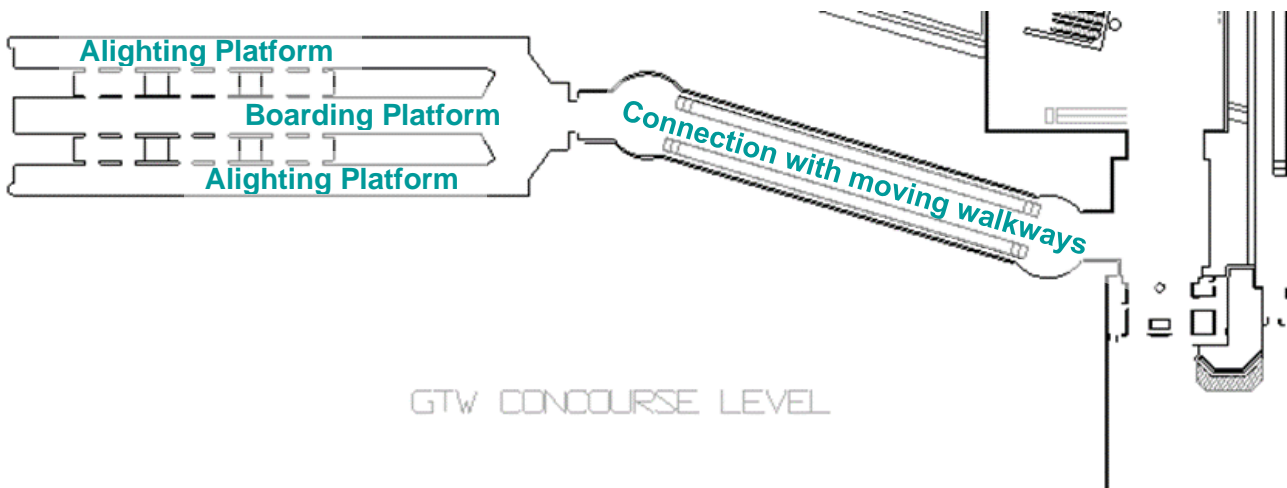 Alighting Platform
Boarding Platform
Alighting Platform
Connection with moving walkways
GTW CONCOURSE LEVEL